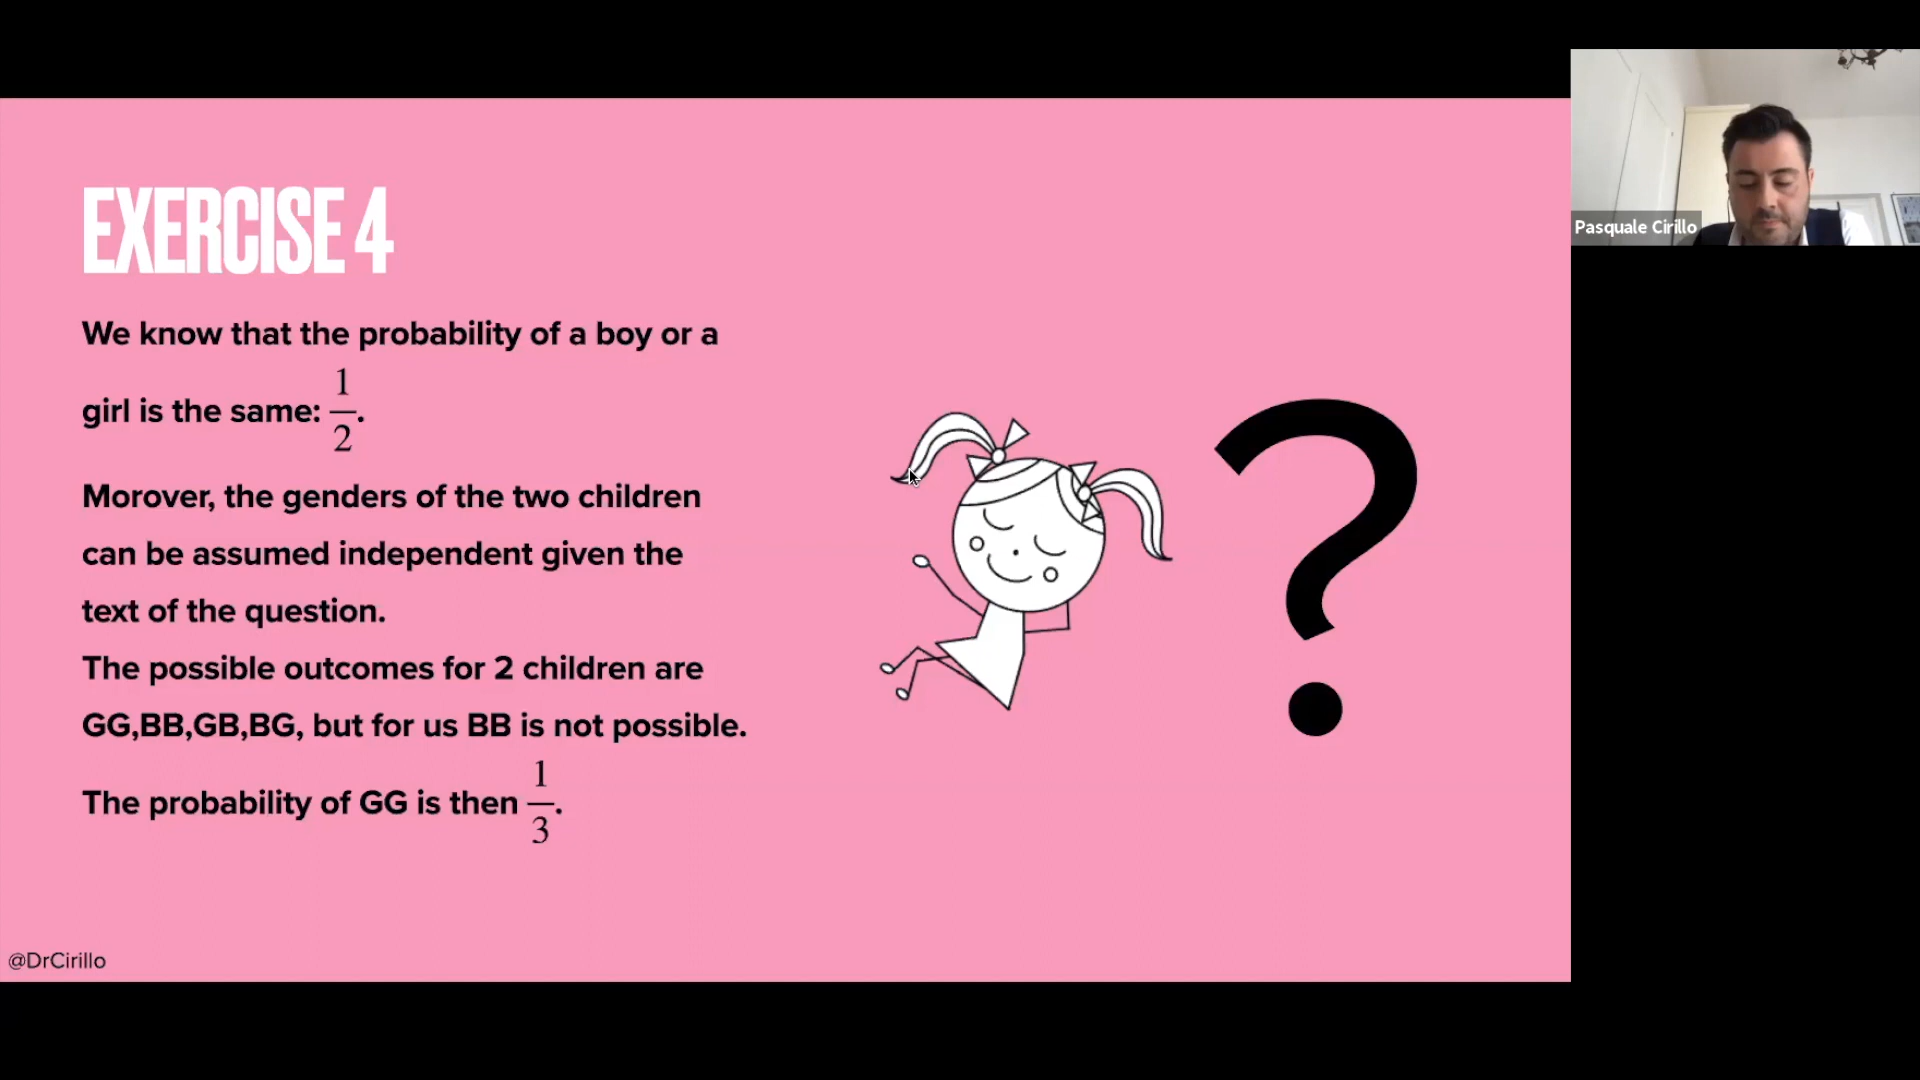 EXERCISE 4
We know that the probability of a boy or a
girl is the same: 1/2.
Morover, the genders of the two children
can be assumed independent given the
text of the question.
The possible outcomes for 2 children are
GG,BB,GB,BG, but for us BB is not possible.
The probability of GG is then 1/3.
?
@DrCirillo
Pasquale Cirillo